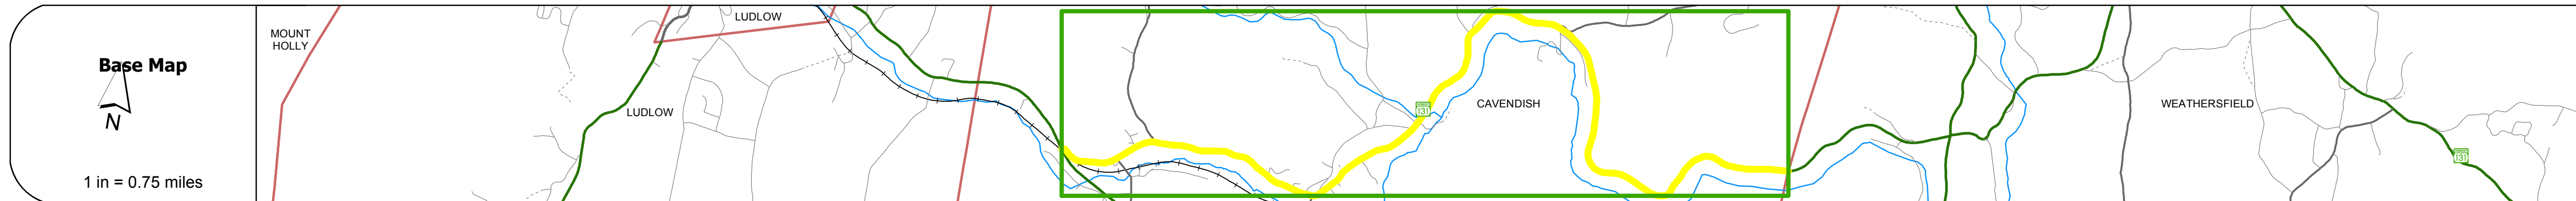 Base Map
N
1 in = 0.75 miles
MOUNT
HOLLY
LUDLOW
LUDLOW
131
CAVENDISH
WEATHERSFIELD
131